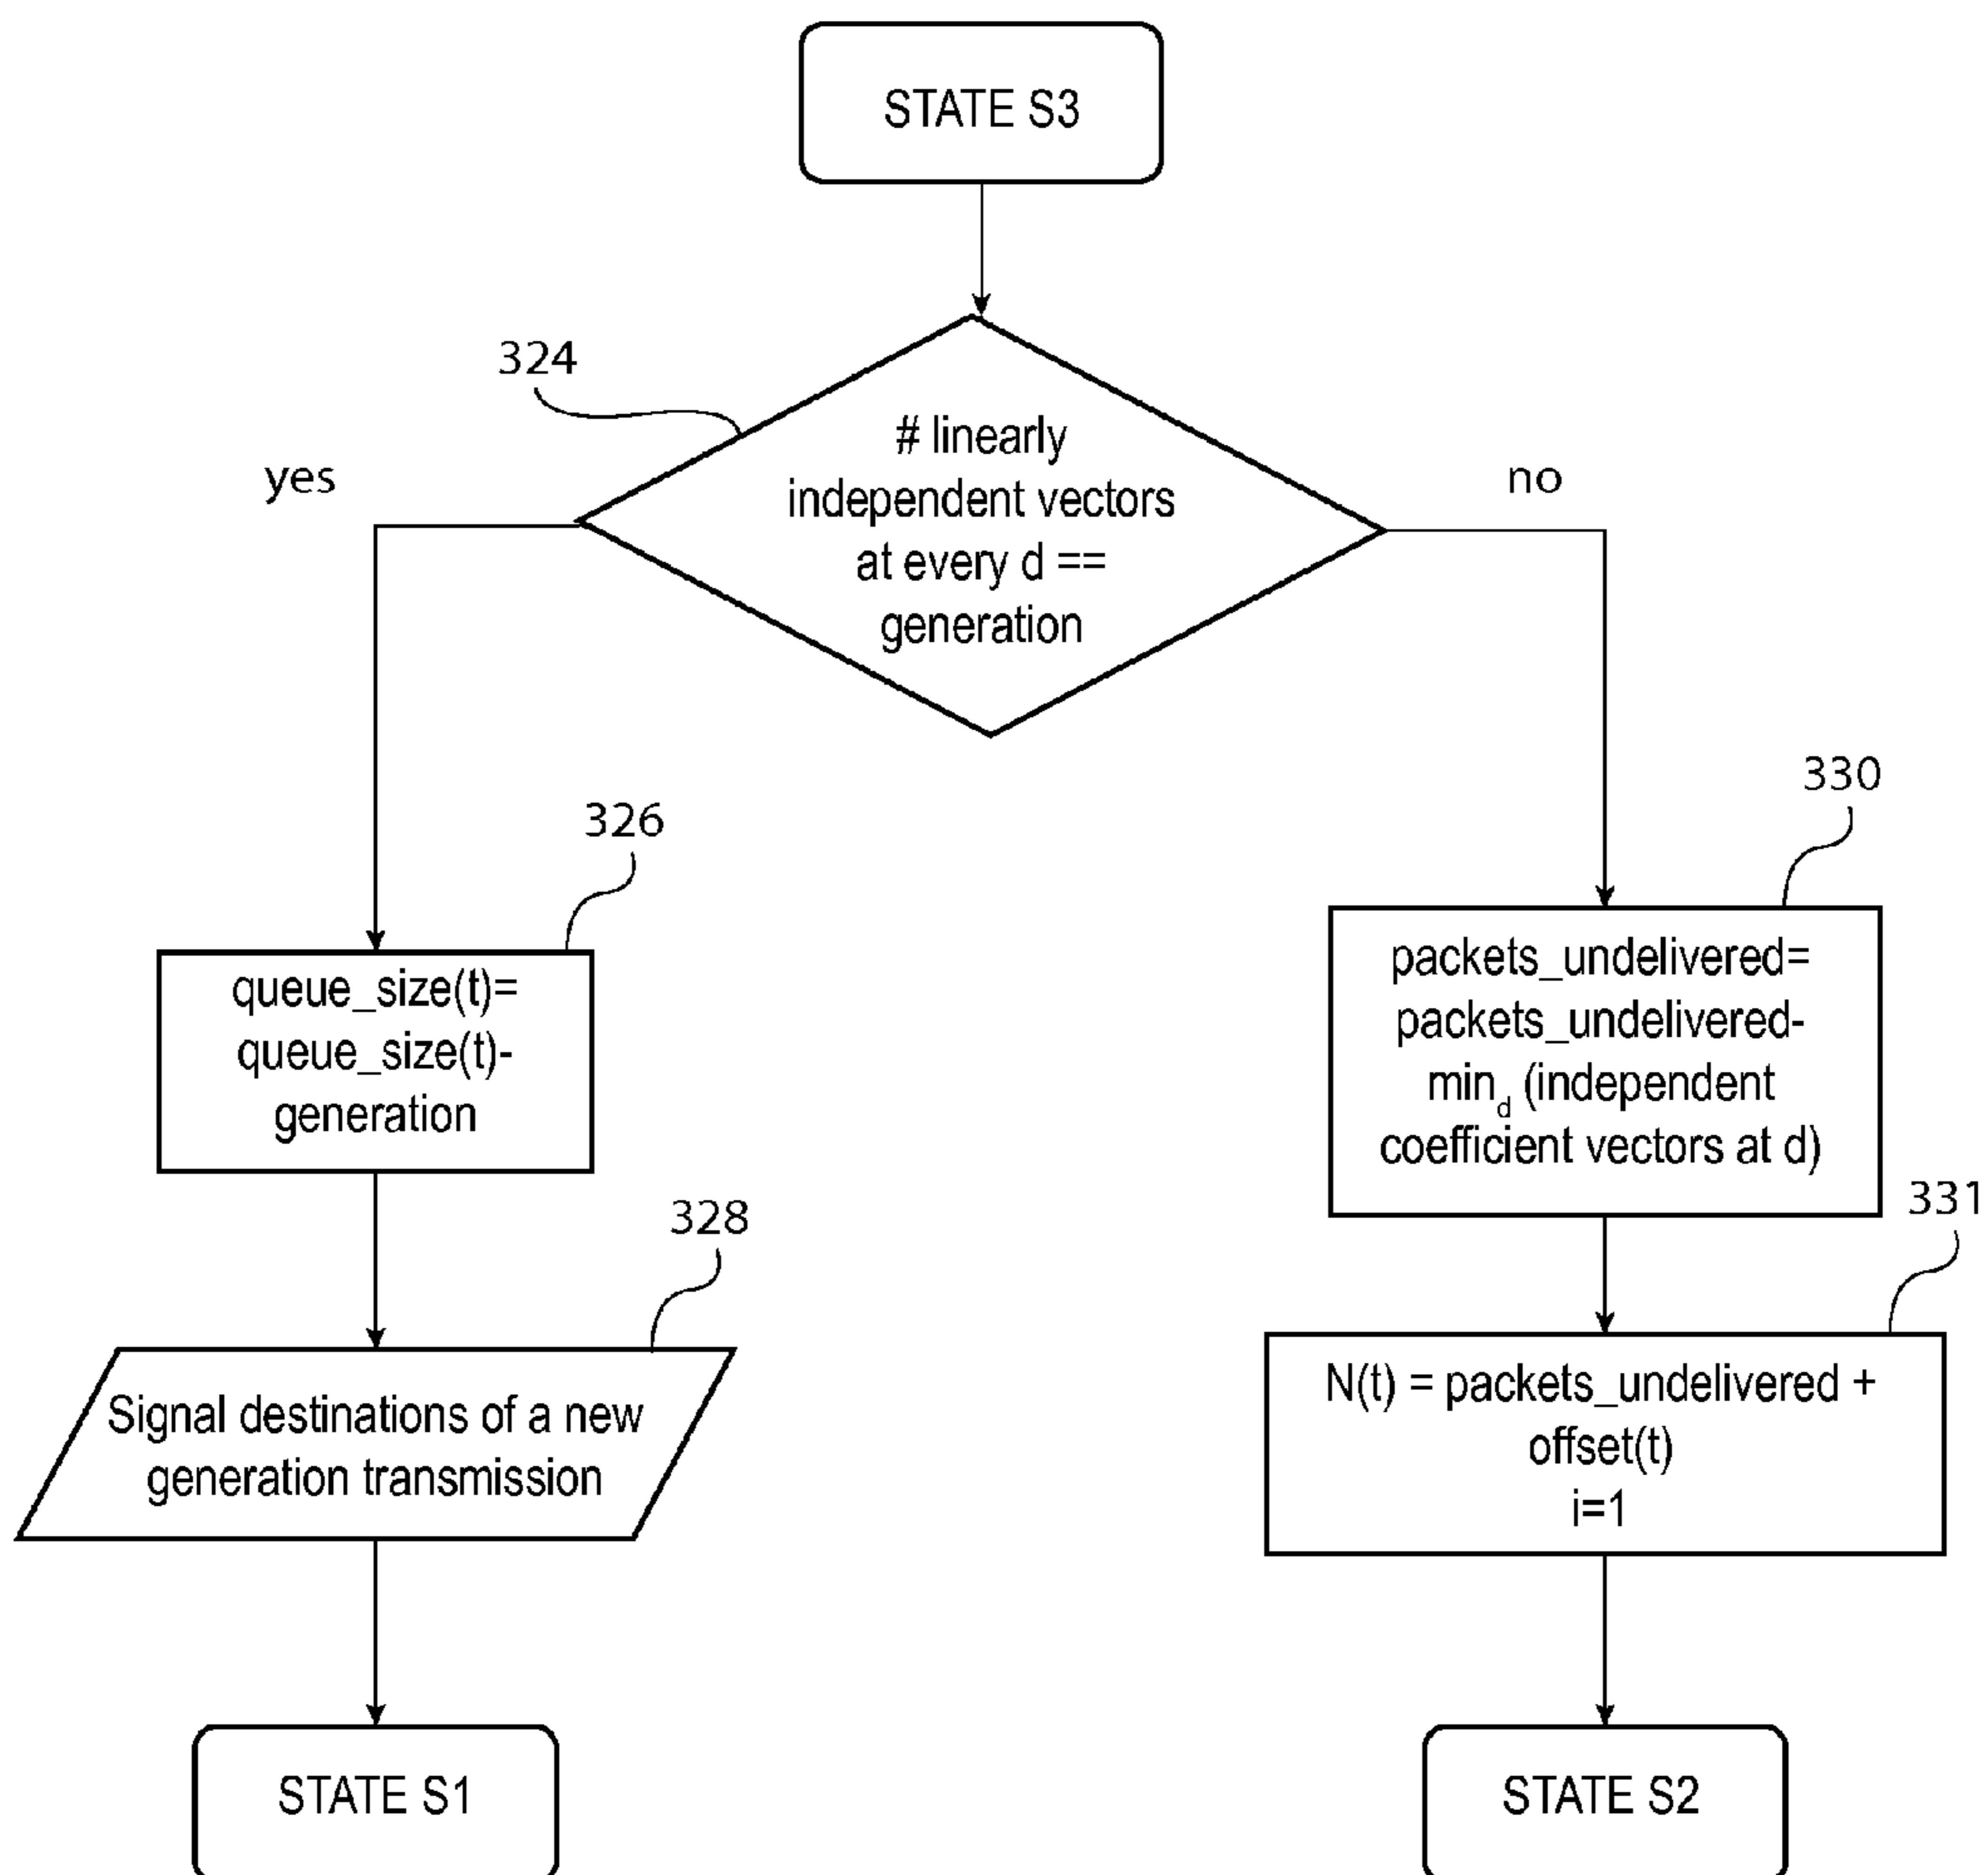 STATE S3
324
# linearly
independent vectors
at every d ==
generation
yes
no
326
queue_size(t)=
queue_size(t)-
generation
330
packets_undelivered=
packets_undelivered-
min_d (independent
coefficient vectors at d)
328
Signal destinations of a new
generation transmission
331
N(t) = packets_undelivered +
offset(t)
i=1
STATE S1
STATE S2